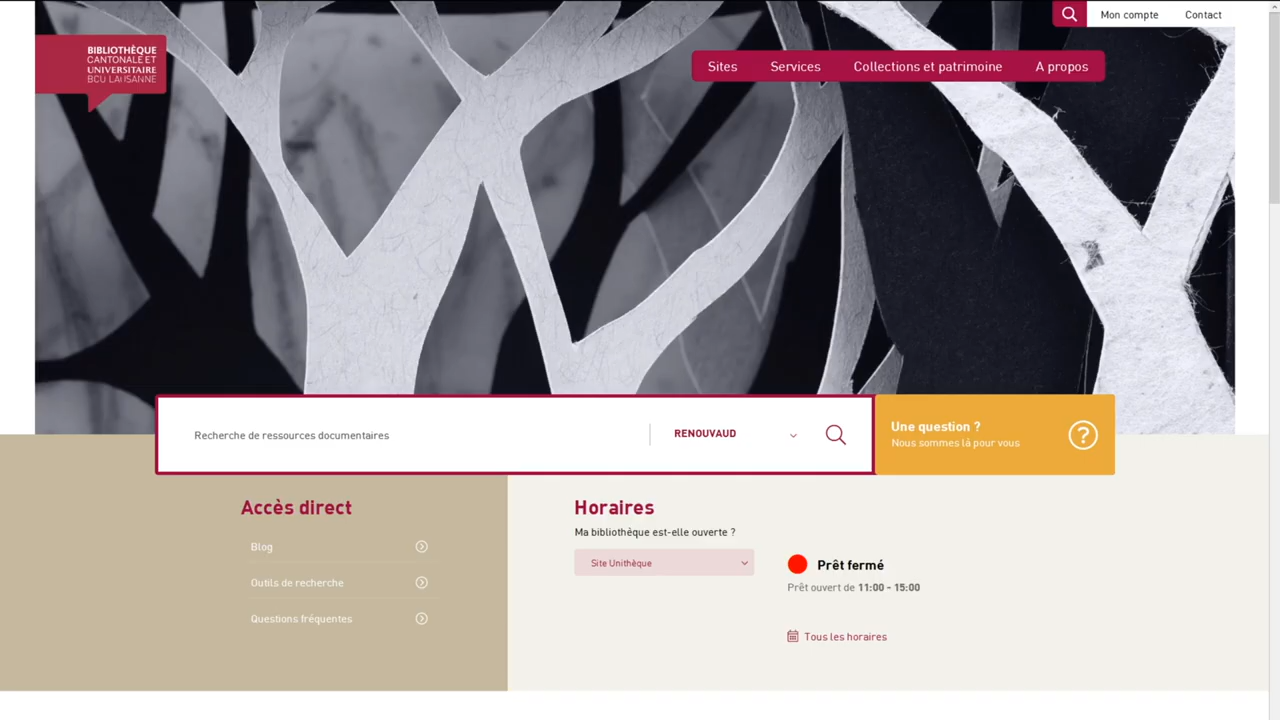 Mon compte
Contact
BIBLIOTHÈQUE
CANTONALE ET
UNIVERSITAIRE
BCU LAUSANNE
Sites
Services
Collections et patrimoine
A propos
Recherche de ressources documentaires
RENOUVAUD
Une question ?
Nous sommes là pour vous
?
Accès direct
Blog
Outils de recherche
Questions fréquentes
Horaires
Ma bibliothèque est-elle ouverte ?
Site Unithèque
Prêt fermé
Prêt ouvert de 11:00 - 15:00
Tous les horaires